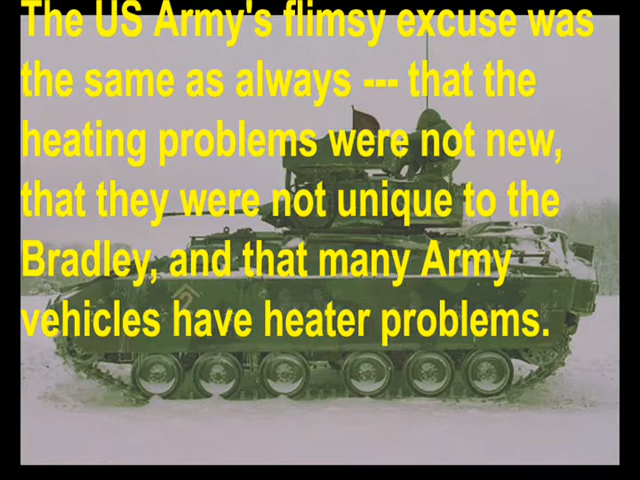 The US Army's flimsy excuse was
the same as always --- that the
heating problems were not new,
that they were not unique to the
Bradley, and that many Army
vehicles have heater problems.